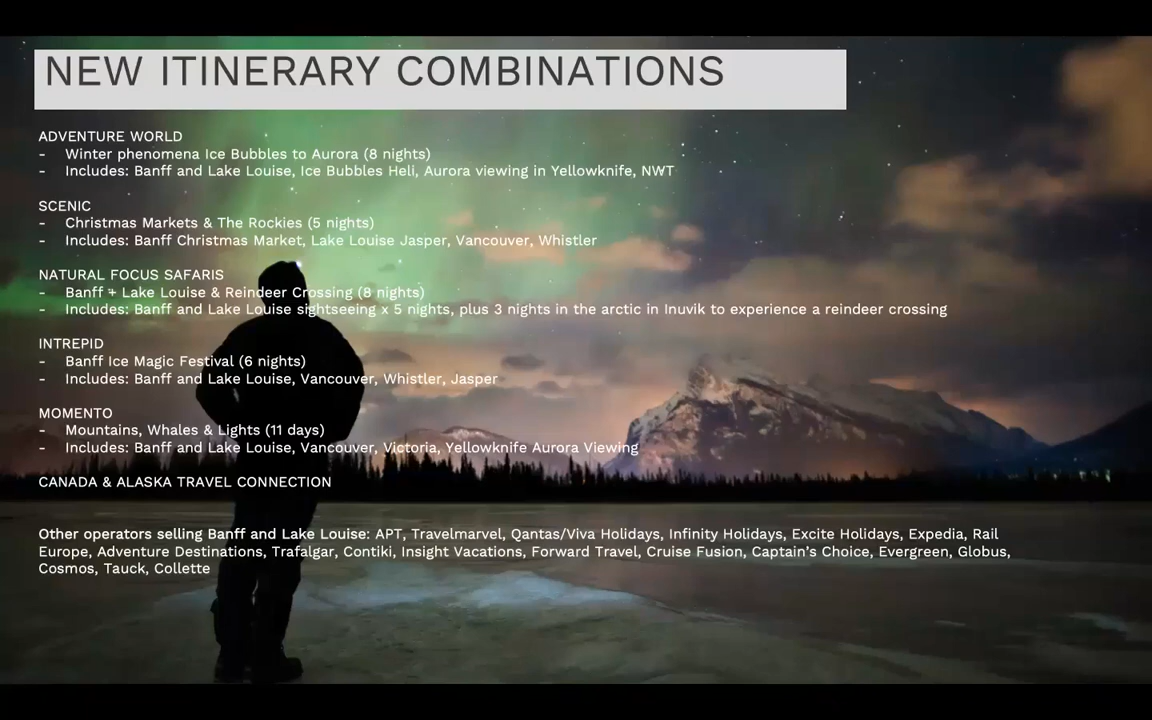 NEW ITINERARY COMBINATIONS
ADVENTURE WORLD
- Winter phenomena Ice Bubbles to Aurora (8 nights)
- Includes: Banff and Lake Louise, Ice Bubbles Heli, Aurora viewing in Yellowknife, NWT
SCENIC
- Christmas Markets & The Rockies (5 nights)
- Includes: Banff Christmas Market, Lake Louise Jasper, Vancouver, Whistler
NATURAL FOCUS SAFARIS
- Banff + Lake Louise & Reindeer Crossing (8 nights)
- Includes: Banff and Lake Louise sightseeing x 5 nights, plus 3 nights in the arctic in Inuvik to experience a reindeer crossing
INTREPID
- Banff Ice Magic Festival (6 nights)
- Includes: Banff and Lake Louise, Vancouver, Whistler, Jasper
MOMENTO
- Mountains, Whales & Lights (11 days)
- Includes: Banff and Lake Louise, Vancouver, Victoria, Yellowknife Aurora Viewing
CANADA & ALASKA TRAVEL CONNECTION
Other operators selling Banff and Lake Louise: APT, Travelmarvel, Qantas/Viva Holidays, Infinity Holidays, Excite Holidays, Expedia, Rail
Europe, Adventure Destinations, Trafalgar, Contiki, Insight Vacations, Forward Travel, Cruise Fusion, Captain's Choice, Evergreen, Globus,
Cosmos, Tauck, Collette